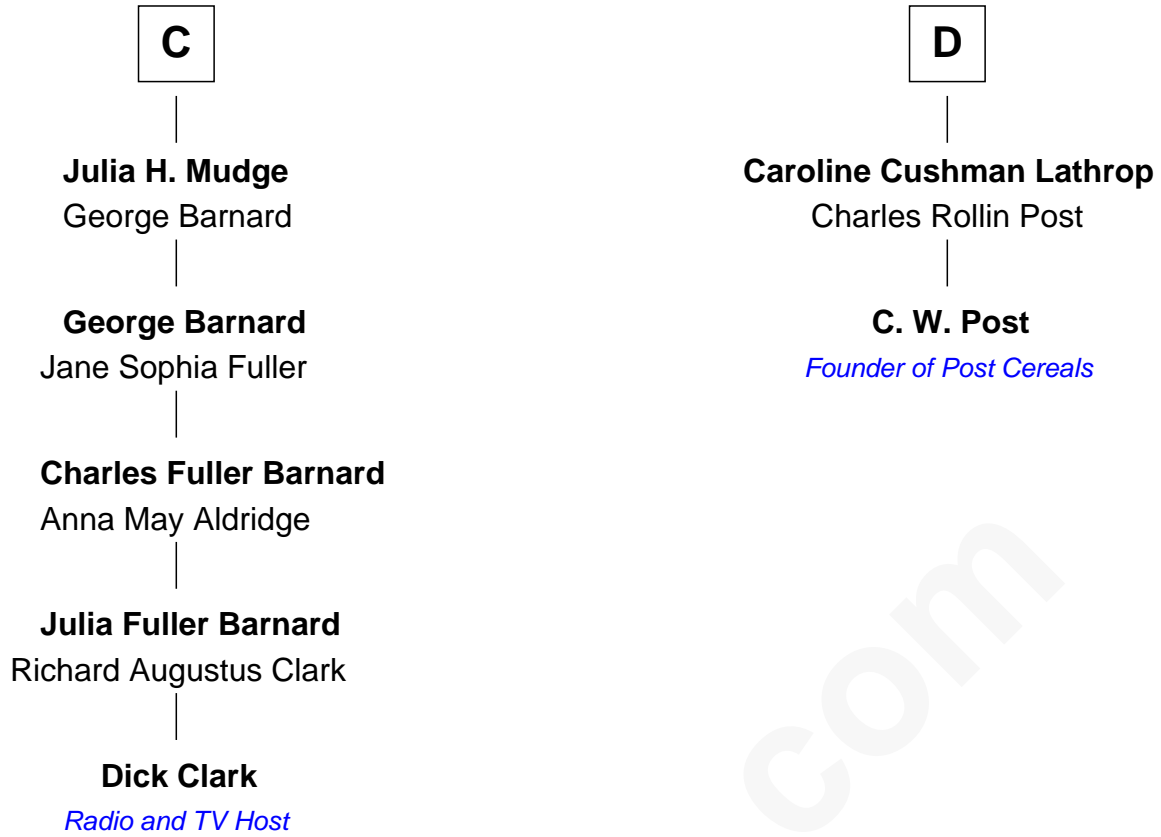 C
Julia H. Mudge
George Barnard
George Barnard
Jane Sophia Fuller
Charles Fuller Barnard
Anna May Aldridge
Julia Fuller Barnard
Richard Augustus Clark
Dick Clark
Radio and TV Host
D
Caroline Cushman Lathrop
Charles Rollin Post
C. W. Post
Founder of Post Cereals
com